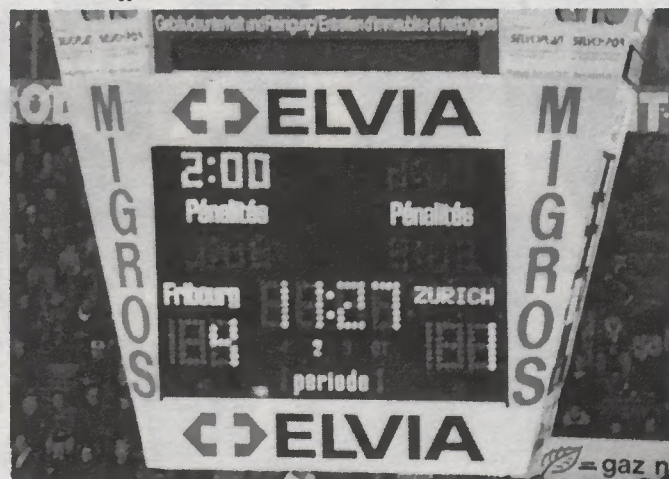 Gebäudeunterhalt und Reinigung/Entretien d'immeubles et nettoyages
MIGROS
ELVIA
MIGROS
2:00
Pénalités Pénalités
Fribourg 11:27 ZURICH
4 2 1
periode
ELVIA
= gaz n